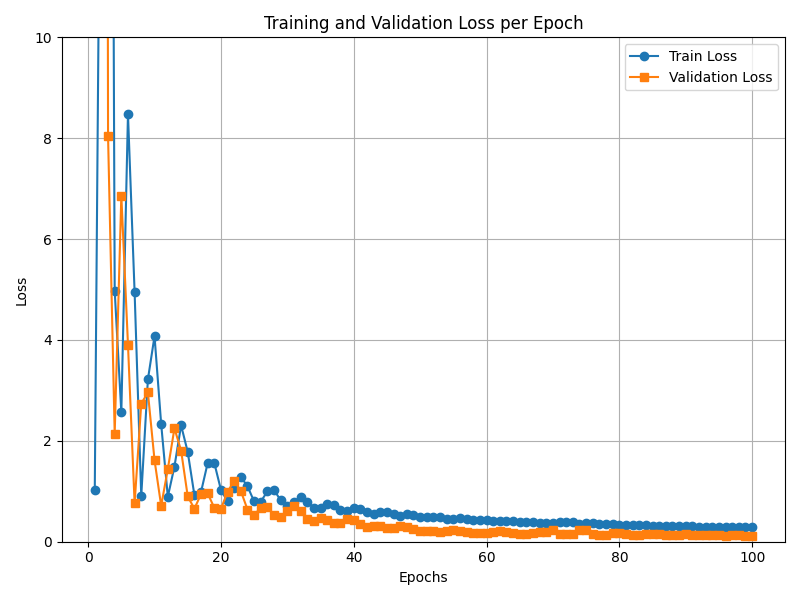 Training and Validation Loss per Epoch
Train Loss
Validation Loss
10
8
6
4
2
0
Loss
0 20 40 60 80 100
Epochs